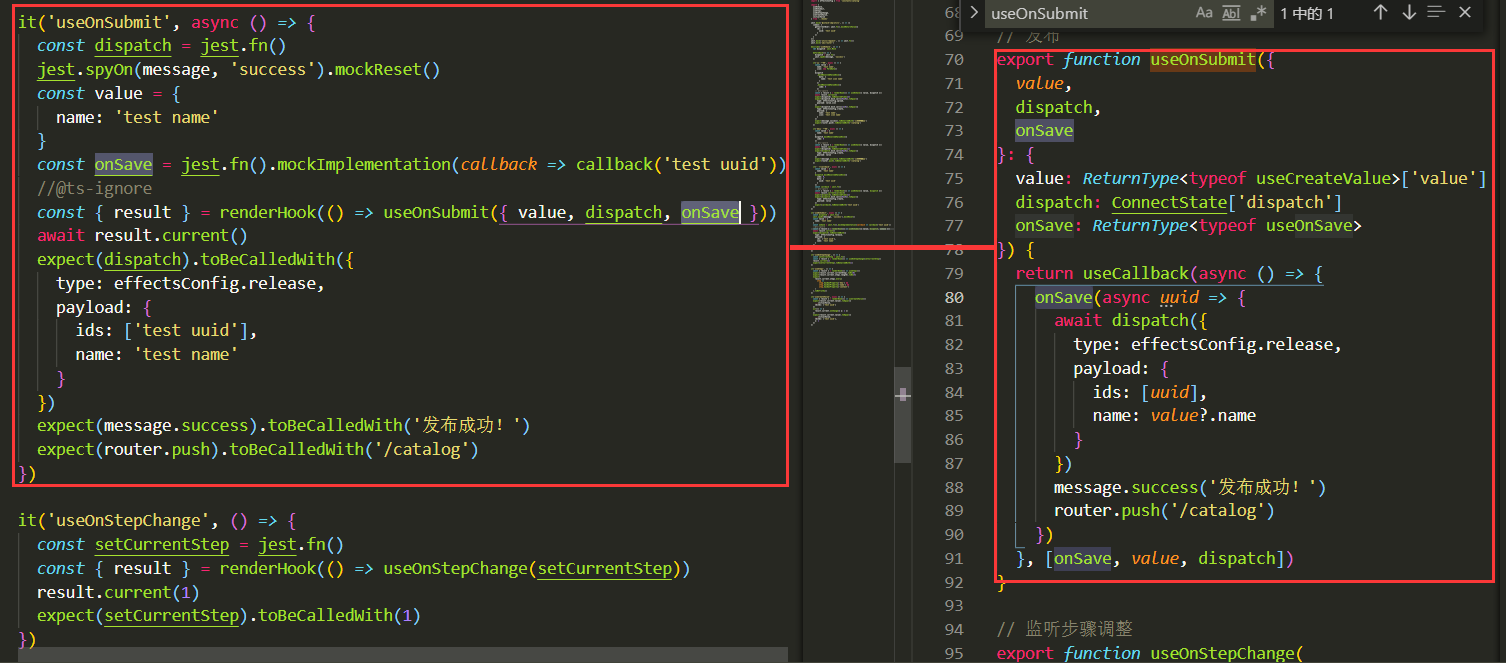 it('useOnSubmit', async () => {
const dispatch = jest.fn()
jest.spyOn(message, 'success').mockReset()
const value = {
name: 'test name'
}
const onSave = jest.fn().mockImplementation(callback => callback('test uuid'))
//@ts-ignore
const { result } = renderHook(() => useOnSubmit({ value, dispatch, onSave }))
await result.current()
expect(dispatch).toBeCalledWith({
type: effectsConfig.release,
payload: {
ids: ['test uuid'],
name: 'test name'
}
})
expect(message.success).toBeCalledWith('发布成功！')
expect(router.push).toBeCalledWith('/catalog')
})
it('useOnStepChange', () => {
const setCurrentStep = jest.fn()
const { result } = renderHook(() => useOnStepChange(setCurrentStep))
result.current(1)
expect(setCurrentStep).toBeCalledWith(1)
})
useOnSubmit Aa Abl .* 1 中的 1
68
69 // 发布
70 export function useOnSubmit({
71 value,
72 dispatch,
73 onSave
74 }: {
75 value: ReturnType<typeof useCreateValue>['value']
76 dispatch: ConnectState['dispatch']
77 onSave: ReturnType<typeof useOnSave>
78 }) {
79 return useCallback(async () => {
80 onSave(async uuid => {
81 await dispatch({
82 type: effectsConfig.release,
83 payload: {
84 ids: [uuid],
85 name: value?.name
86 }
87 })
88 message.success('发布成功！')
89 router.push('/catalog')
90 })
91 }, [onSave, value, dispatch])
92 }
93
94 // 监听步骤调整
95 export function useOnStepChange(